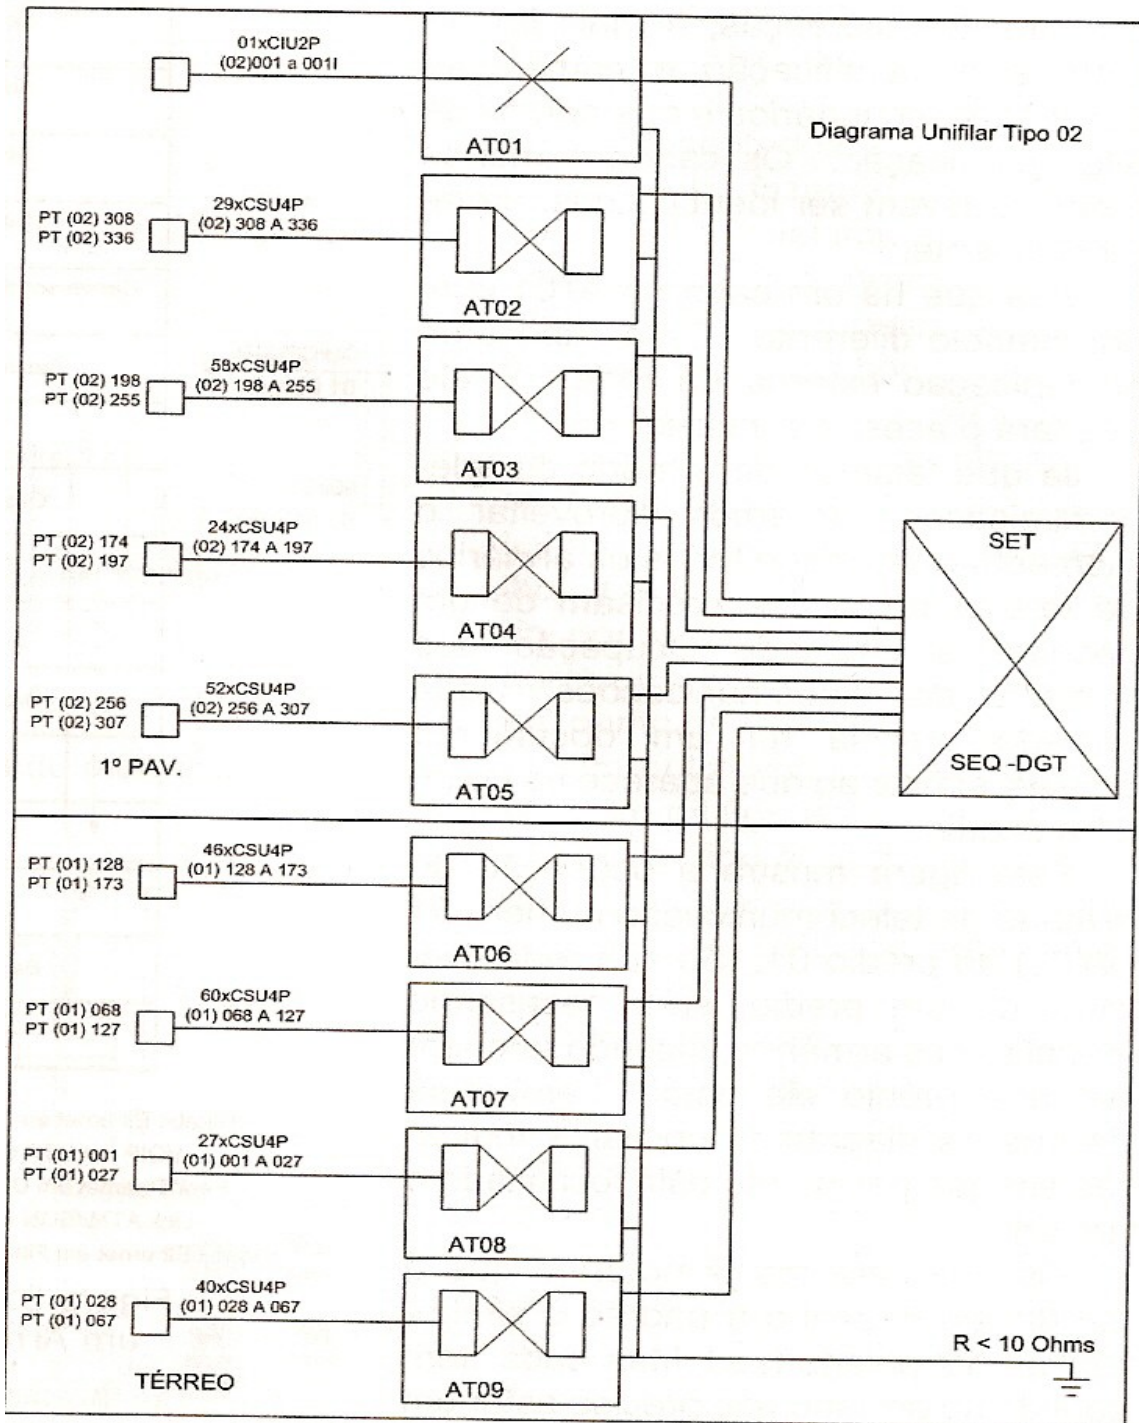 01xCIU2P
(02)001 a 001I
AT01
Diagrama Unifilar Tipo 02
PT (02) 308
PT (02) 336
29xCSU4P
(02) 308 A 336
AT02
PT (02) 198
PT (02) 255
58xCSU4P
(02) 198 A 255
AT03
PT (02) 174
PT (02) 197
24xCSU4P
(02) 174 A 197
AT04
SET
SEQ -DGT
PT (02) 256
PT (02) 307
52xCSU4P
(02) 256 A 307
AT05
1º PAV.
PT (01) 128
PT (01) 173
46xCSU4P
(01) 128 A 173
AT06
PT (01) 068
PT (01) 127
60xCSU4P
(01) 068 A 127
AT07
PT (01) 001
PT (01) 027
27xCSU4P
(01) 001 A 027
AT08
PT (01) 028
PT (01) 067
40xCSU4P
(01) 028 A 067
AT09
TÉRREO
R < 10 Ohms